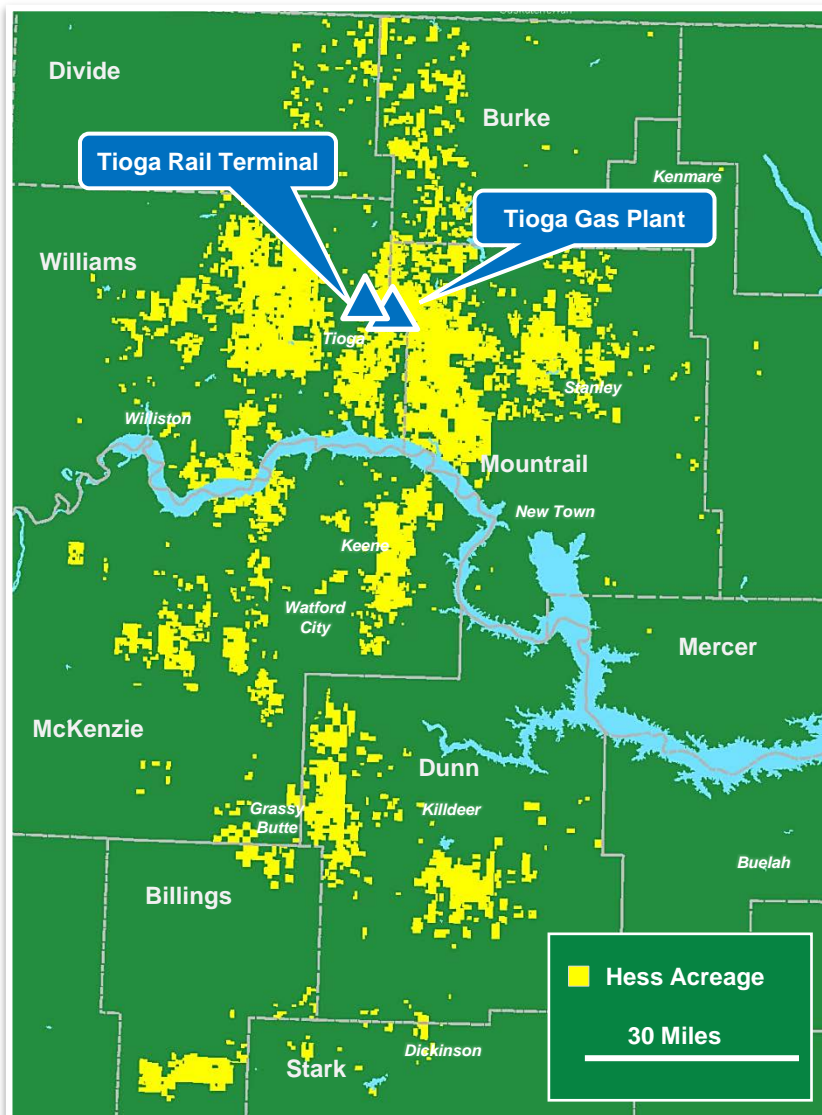 Saskatchewan
Divide
Burke
Tioga Rail Terminal
Kenmare
Tioga Gas Plant
Williams
Tioga
Stanley
Williston
Mountrail
New Town
Keene
Watford
City
Mercer
McKenzie
Dunn
Grassy
Butte
Killdeer
Buelah
Billings
Hess Acreage
30 Miles
Dickinson
Stark